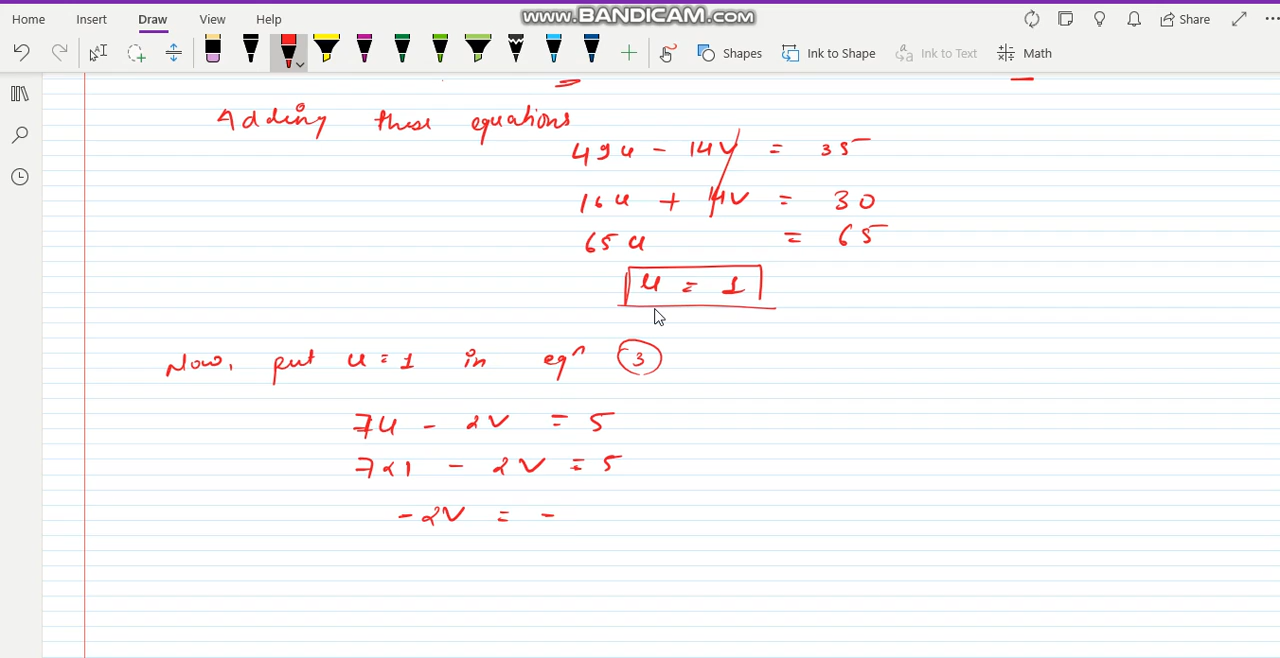 www.BANDICAM.com
Home Insert Draw View Help Share
Shapes Ink to Shape Ink to Text Math
Adding these equations
49u - 14v = 35
16u + 14v = 30
65u = 65
u = 1
Now, put u = 1 in eqn 3
7u - 2v = 5
7x1 - 2v = 5
-2v = -